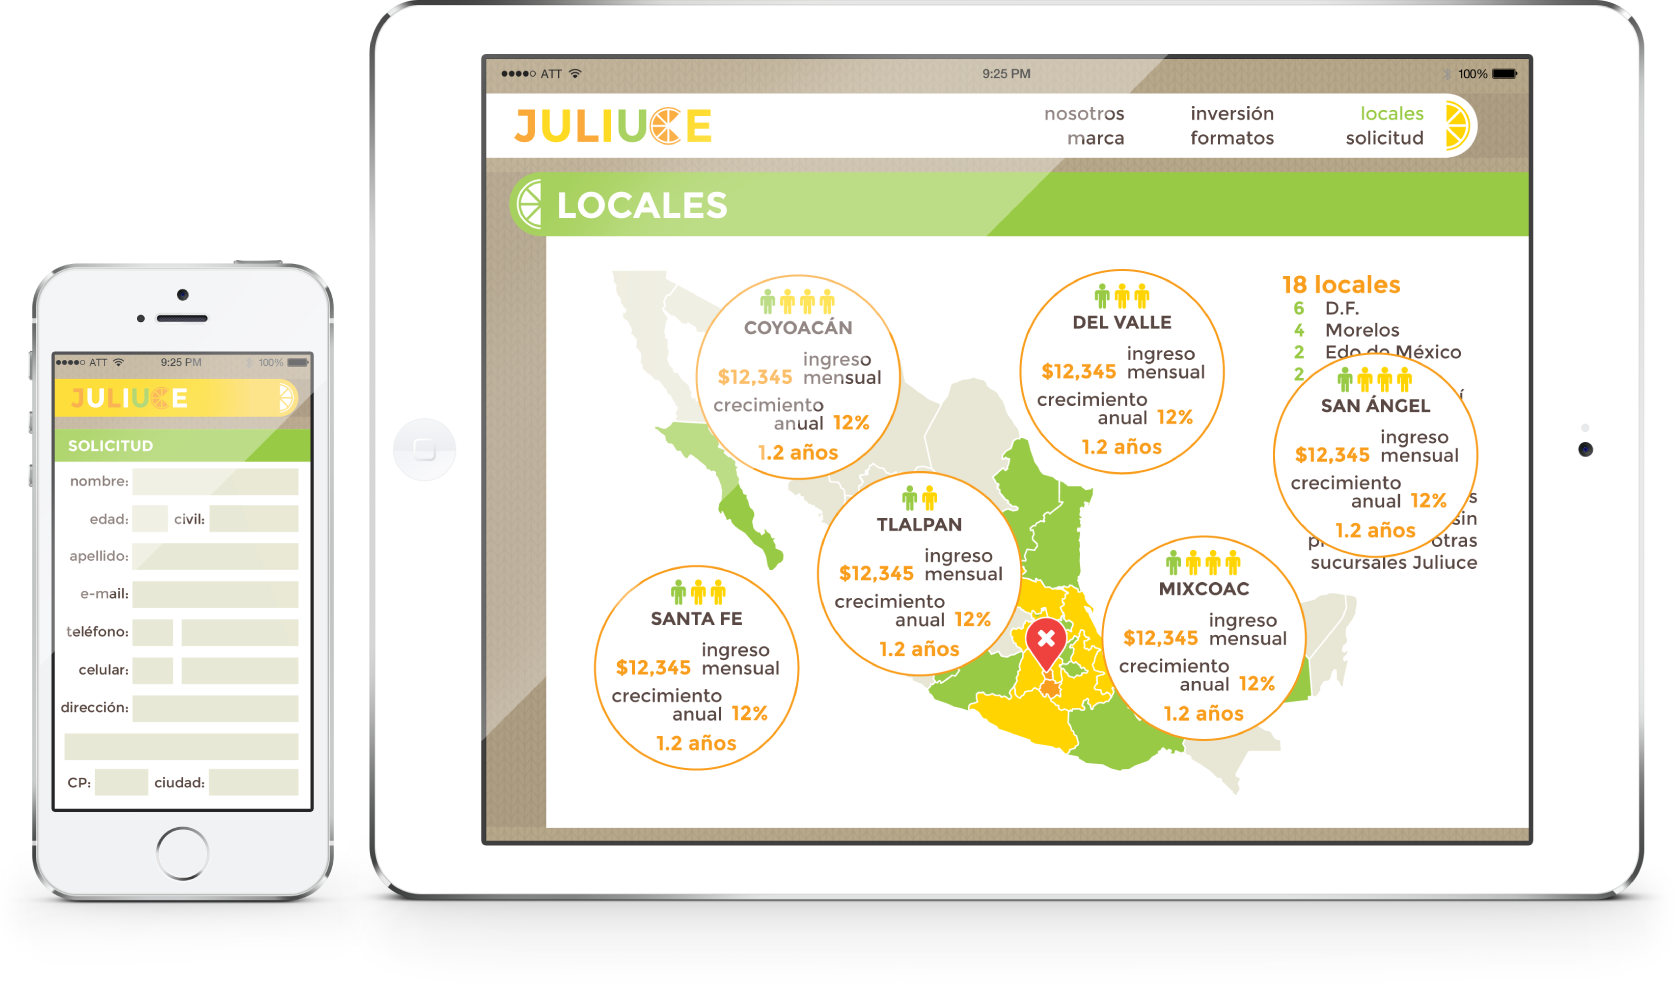 ATT
9:25 PM
100%
JULIUCE
SOLICITUD
nombre:
edad:
civil:
apellido:
e-mail:
teléfono:
celular:
dirección:
CP:
ciudad:
ATT
9:25 PM
100%
JULIUCE
nosotros
marca
inversión
formatos
locales
solicitud
LOCALES
COYOACÁN
$12,345 ingreso
mensual
crecimiento
anual 12%
1.2 años
DEL VALLE
$12,345 ingreso
mensual
crecimiento
anual 12%
1.2 años
18 locales
6 D.F.
4 Morelos
2 Edo de México
2
SAN ÁNGEL
$12,345 ingreso
mensual
crecimiento
anual 12%
1.2 años
sin
otras
sucursales Juliuce
TLALPAN
$12,345 ingreso
mensual
crecimiento
anual 12%
1.2 años
SANTA FE
$12,345 ingreso
mensual
crecimiento
anual 12%
1.2 años
MIXCOAC
$12,345 ingreso
mensual
crecimiento
anual 12%
1.2 años